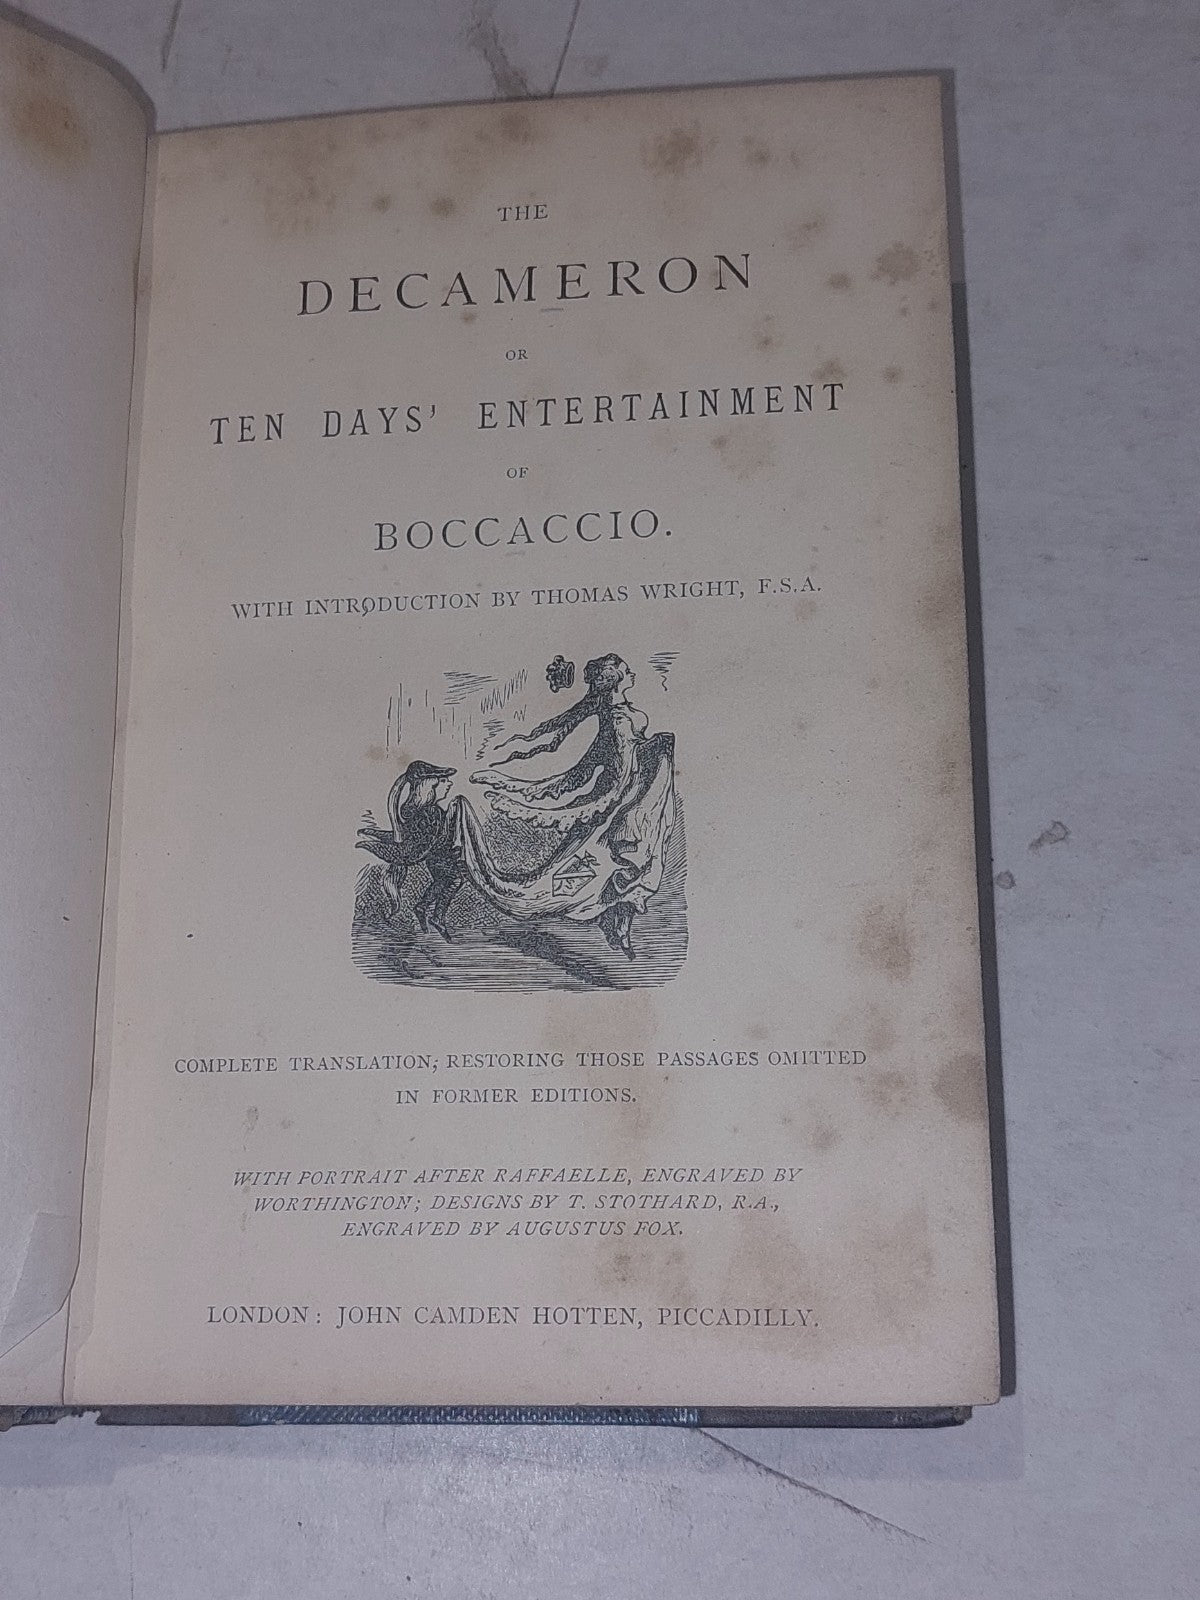 THE
DECAMERON
OR
TEN DAYS' ENTERTAINMENT
OF
BOCCACCIO.
WITH INTRODUCTION BY THOMAS WRIGHT, F.S.A.
COMPLETE TRANSLATION; RESTORING THOSE PASSAGES OMITTED
IN FORMER EDITIONS.
WITH PORTRAIT AFTER RAFFAELLE, ENGRAVED BY
WORTHINGTON; DESIGNS BY T. STOTHARD, R.A.,
ENGRAVED BY AUGUSTUS FOX.
LONDON: JOHN CAMDEN HOTTEN, PICCADILLY.